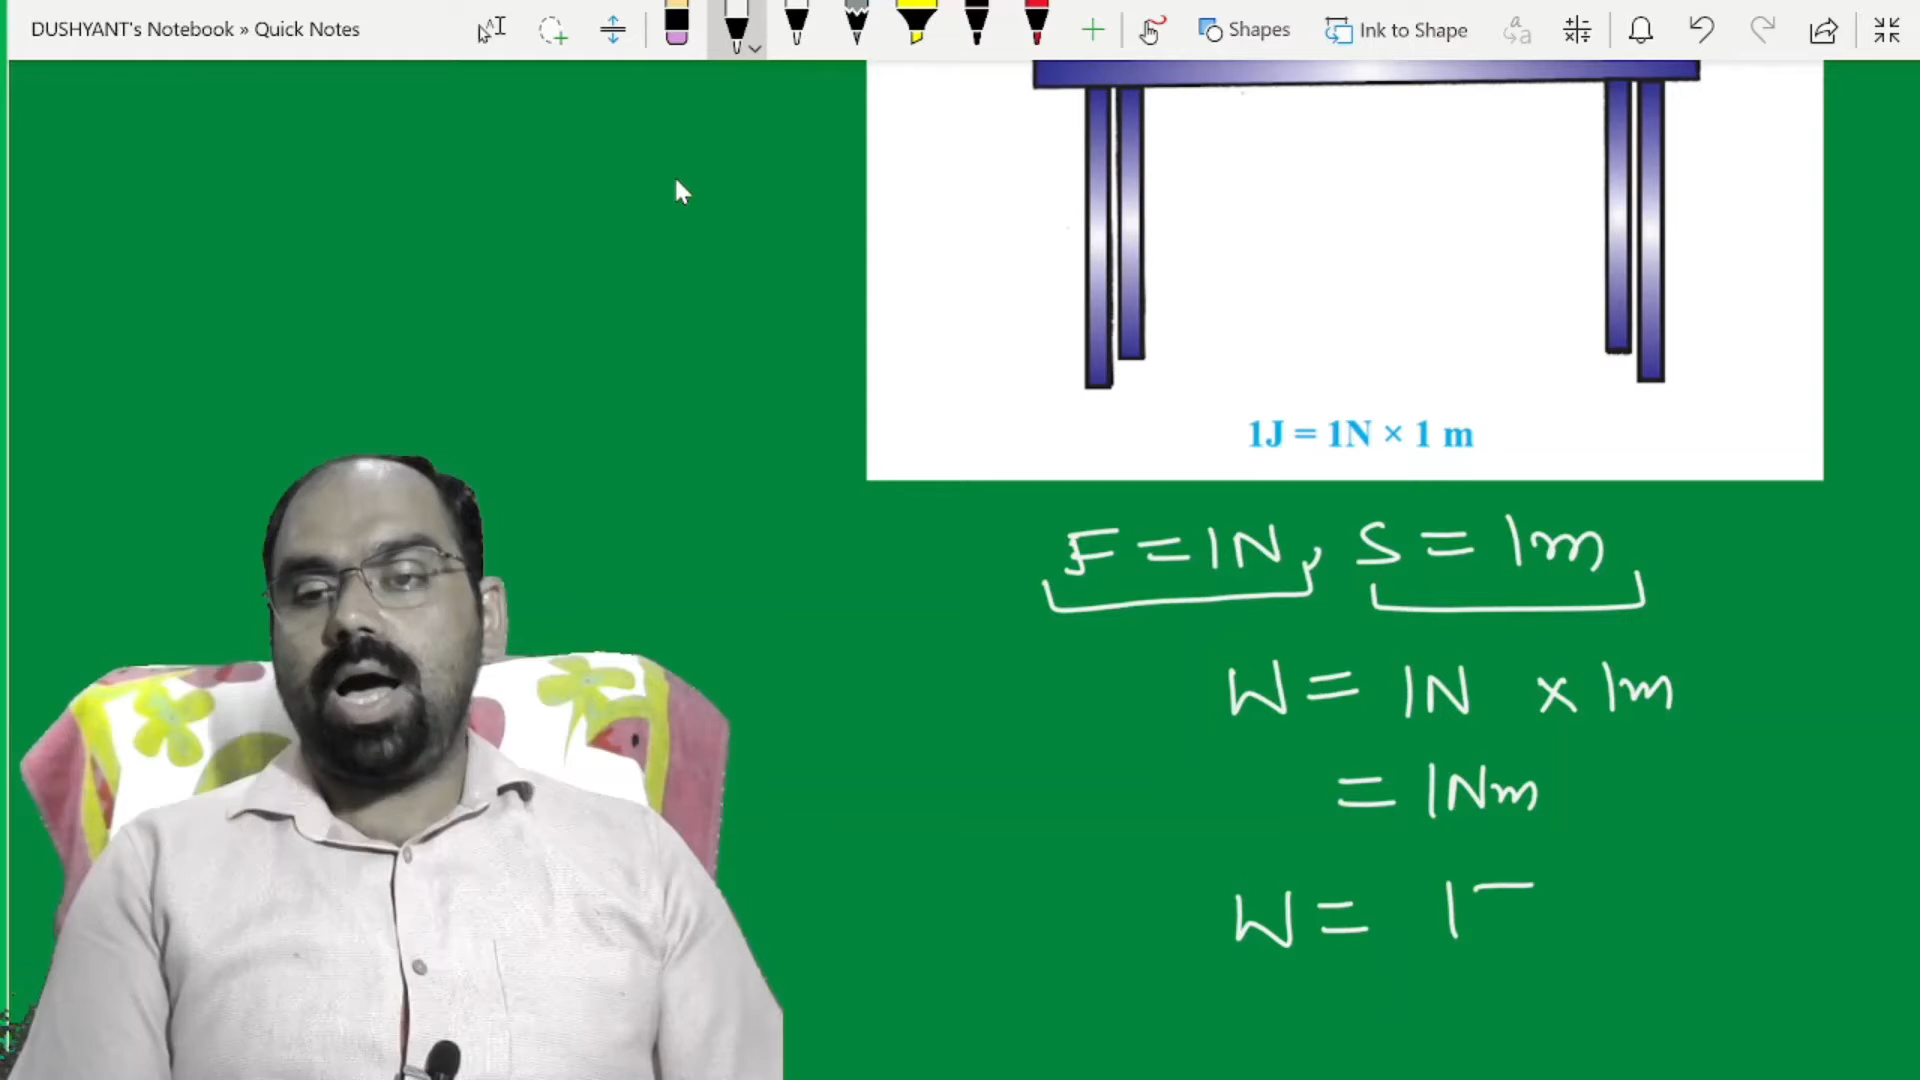 DUSHYANT's Notebook » Quick Notes
Shapes
Ink to Shape
1J = 1N × 1 m
F = 1N, S = 1m
W = 1N × 1m
= 1Nm
W = 1